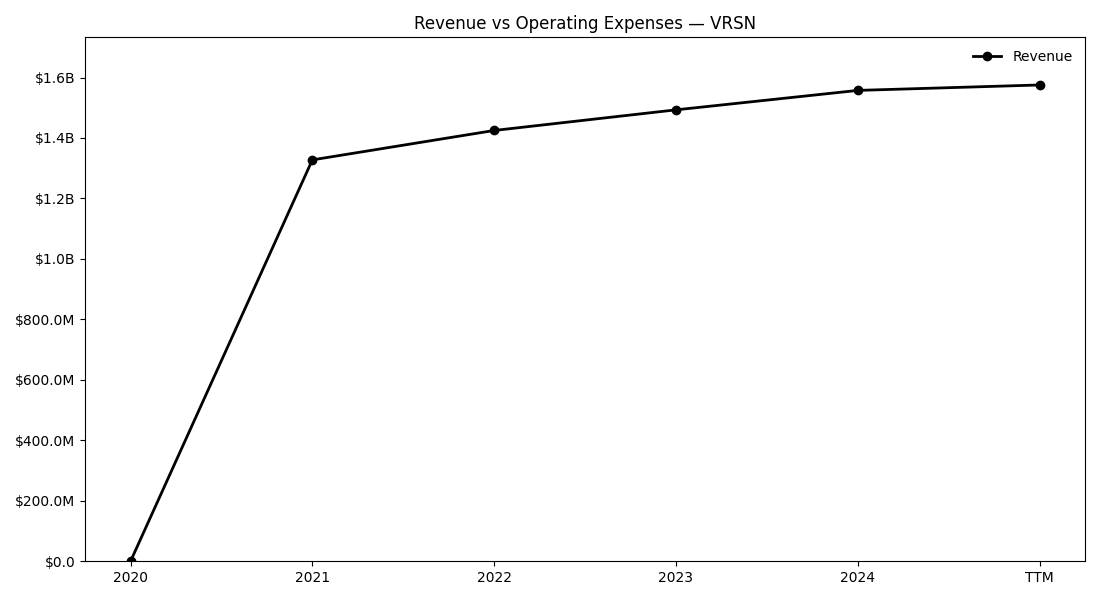 Revenue vs Operating Expenses — VRSN
Revenue
$1.6B
$1.4B
$1.2B
$1.0B
$800.0M
$600.0M
$400.0M
$200.0M
$0.0
2020 2021 2022 2023 2024 TTM